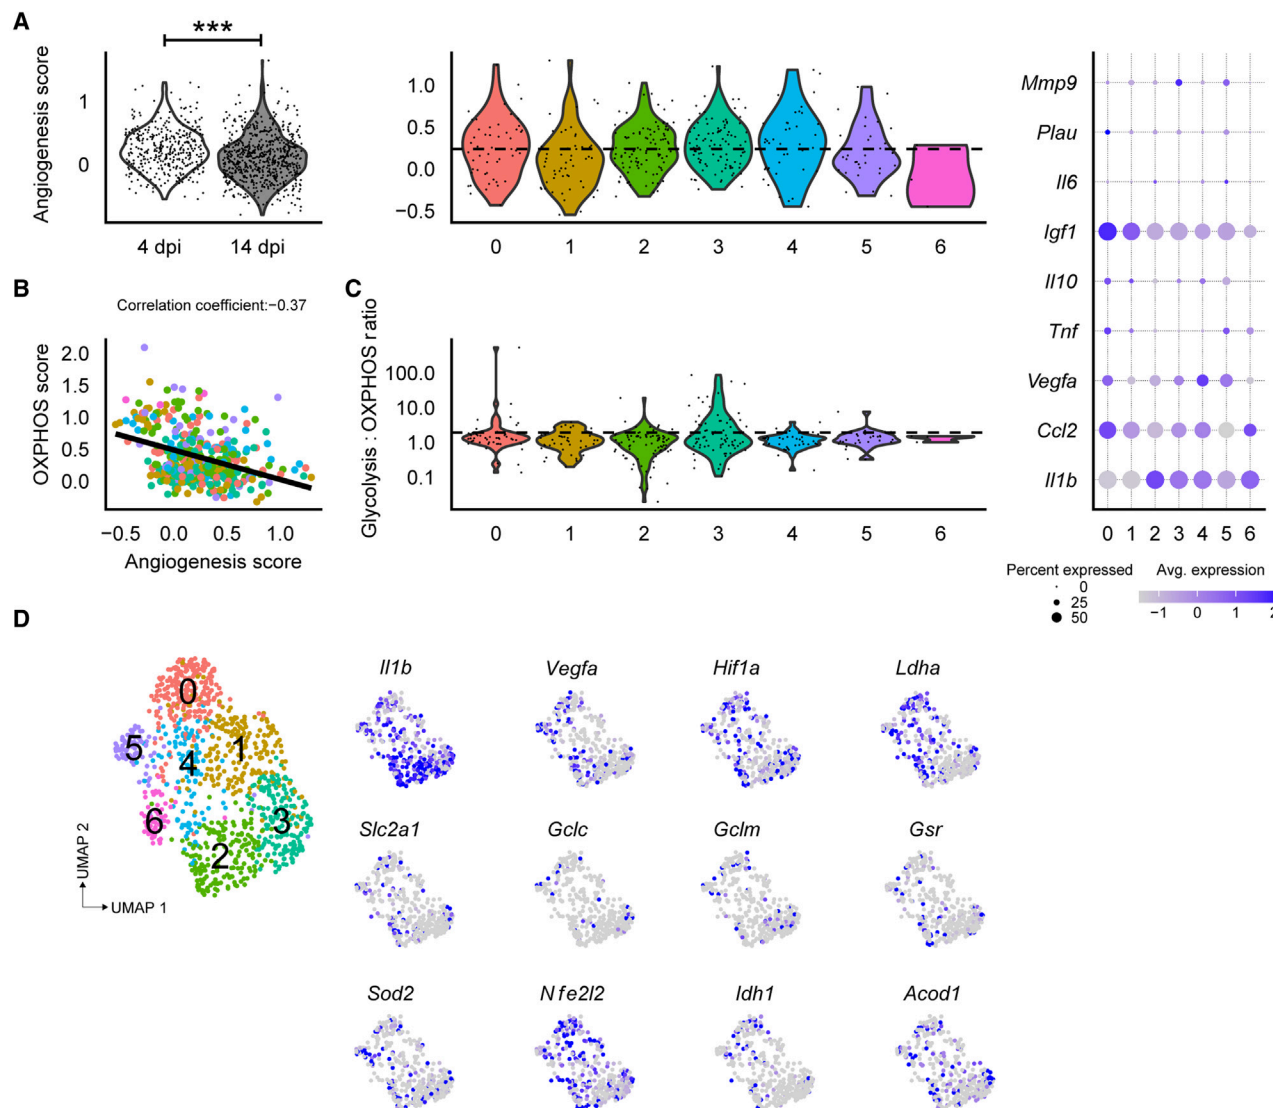 A
***
Angiogenesis score
1
0
4 dpi 14 dpi
1.0
0.5
0.0
−0.5
0 1 2 3 4 5 6
Mmp9
Plau
Il6
Igf1
Il10
Tnf
Vegfa
Ccl2
Il1b
0 1 2 3 4 5 6
Percent expressed
0
25
50
Avg. expression
−1 0 1 2
B
Correlation coefficient:−0.37
OXPHOS score
2.0
1.5
1.0
0.5
0.0
−0.5 0.0 0.5 1.0
Angiogenesis score
C
Glycolysis : OXPHOS ratio
100.0
10.0
1.0
0.1
0 1 2 3 4 5 6
D
0
5
4
1
6
3
2
UMAP 2
UMAP 1
Il1b Vegfa Hif1a Ldha
Slc2a1 Gclc Gclm Gsr
Sod2 Nfe2l2 Idh1 Acod1